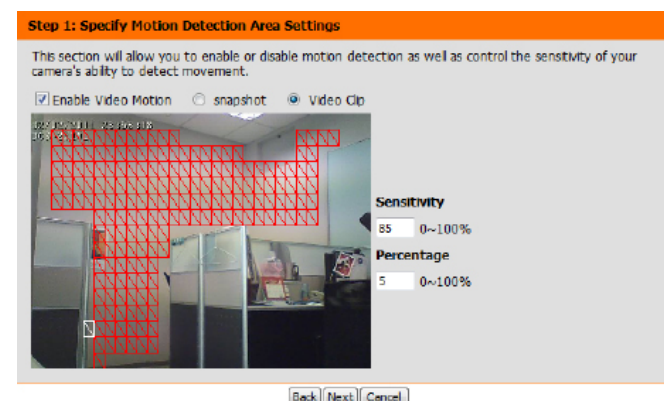 Step 1: Specify Motion Detection Area Settings
This section will allow you to enable or disable motion detection as well as control the sensitivity of your
camera's ability to detect movement.
Enable Video Motion snapshot Video Clip
Sensitivity
85 0~100%
Percentage
5 0~100%
Back Next Cancel